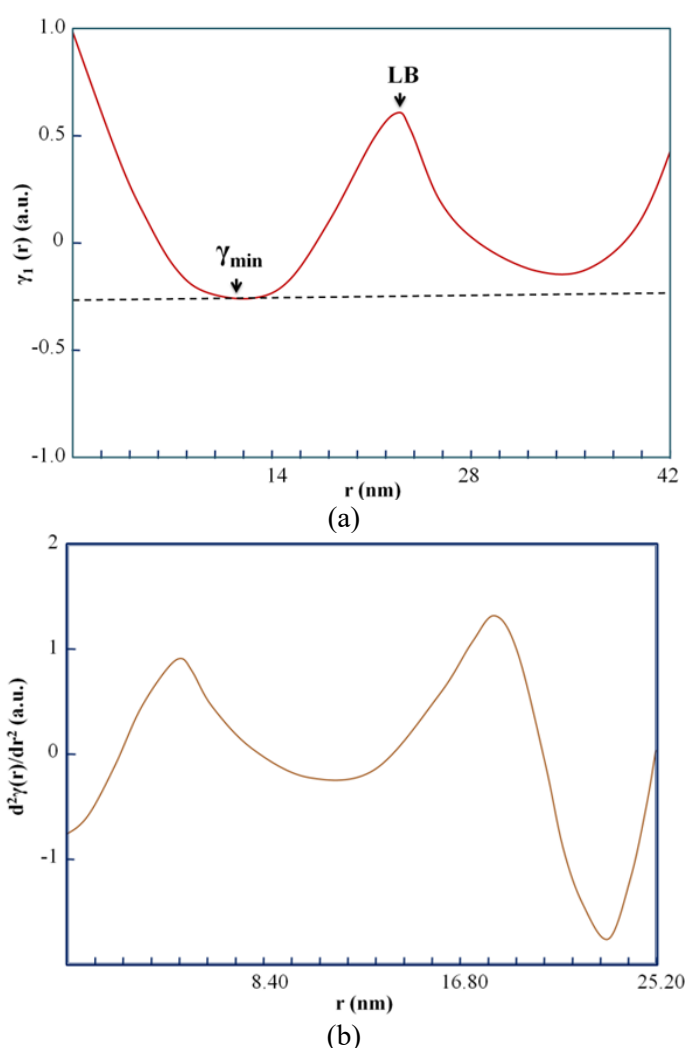 1.0
LB
0.5
γ₁ (r) (a.u.)
0
γmin
-0.5
-1.0
14
28
42
r (nm)
(a)
2
1
d²γ(r)/dr² (a.u.)
0
-1
8.40
16.80
25.20
r (nm)
(b)